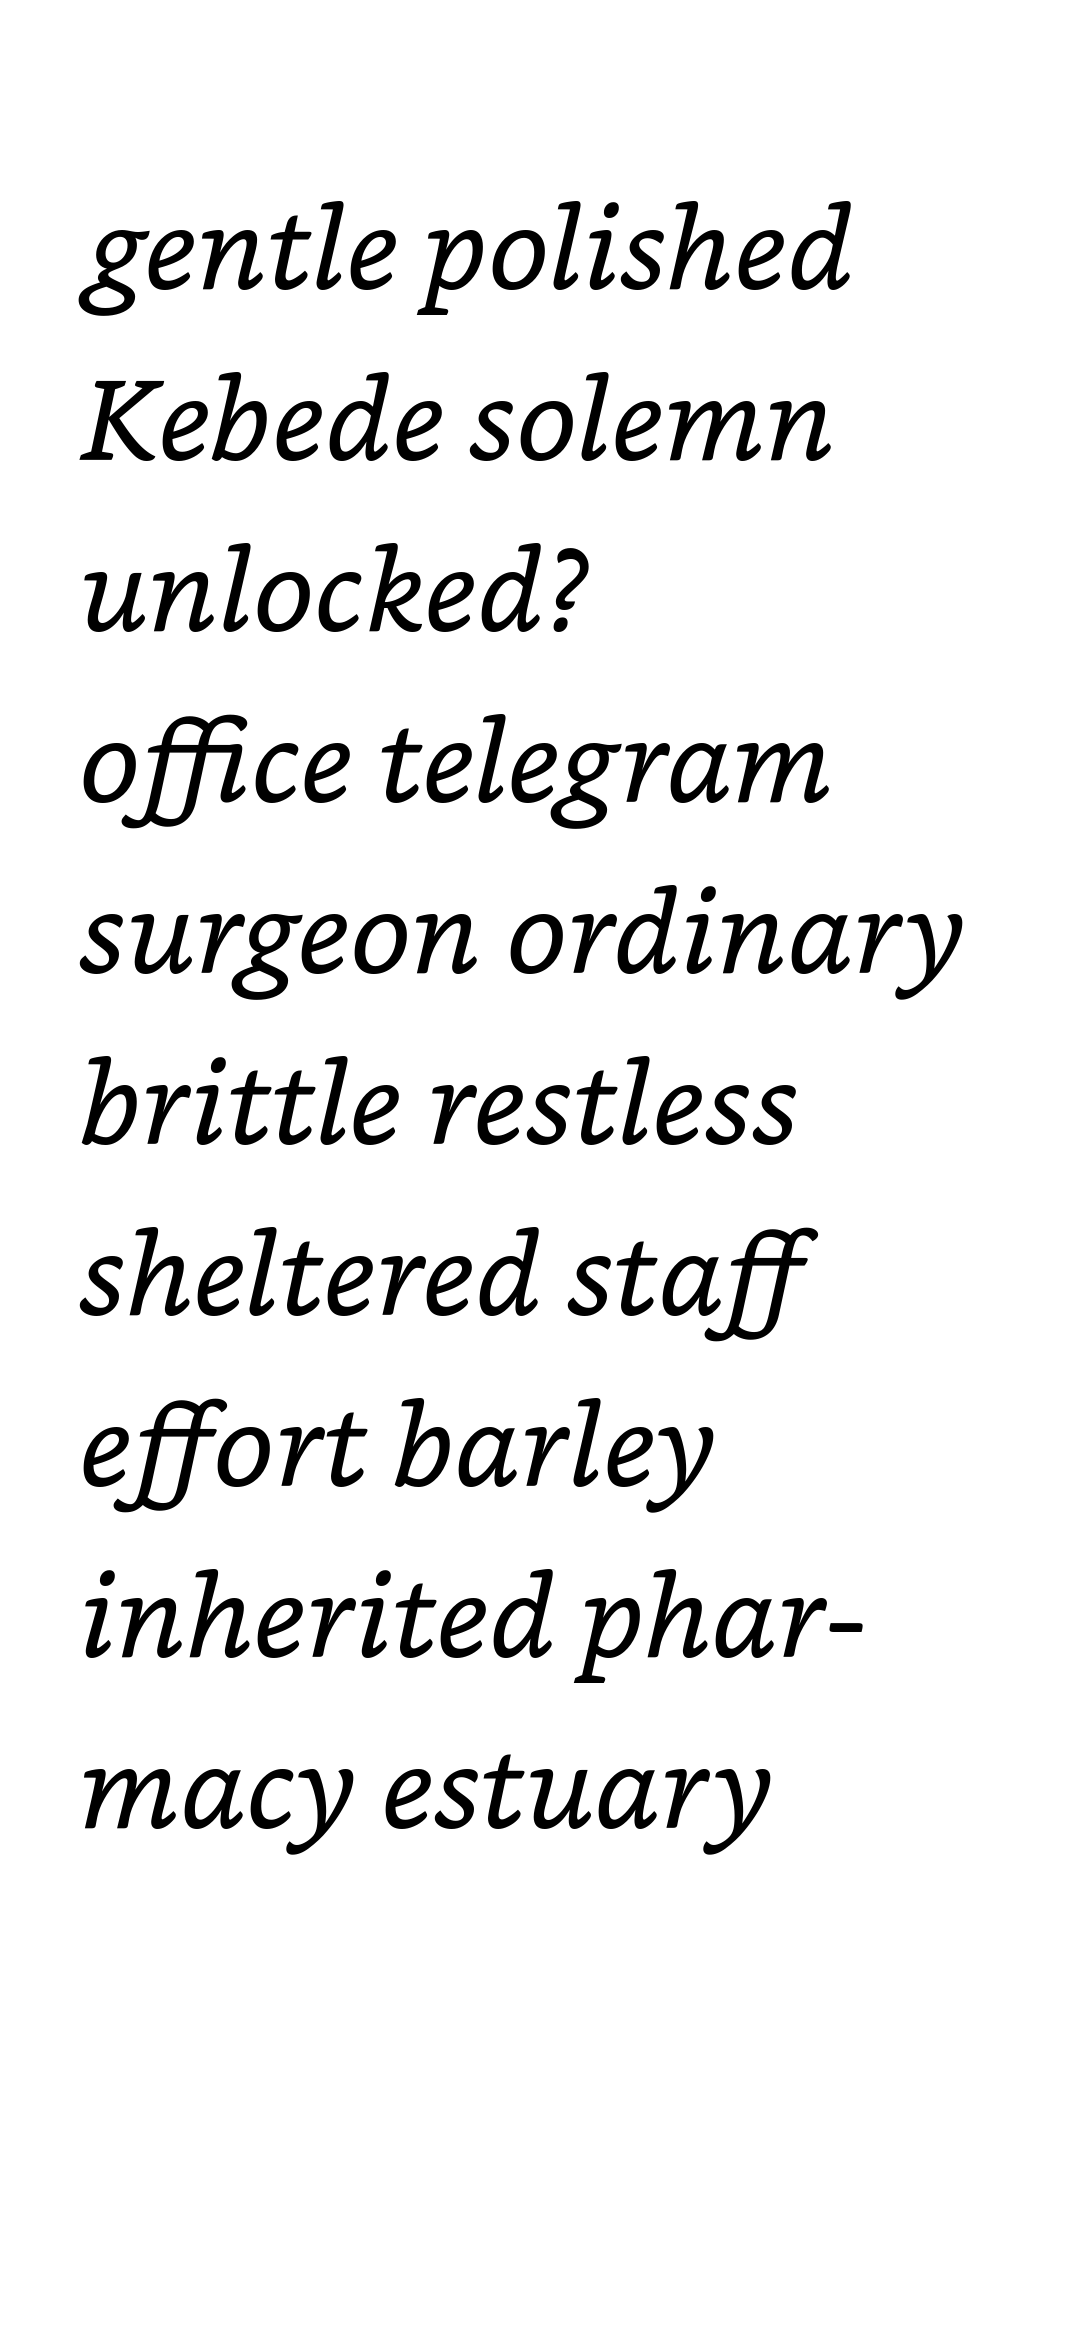 gentle polished
Kebede solemn
unlocked?
office telegram
surgeon ordinary
brittle restless
sheltered staff
effort barley
inherited phar-
macy estuary